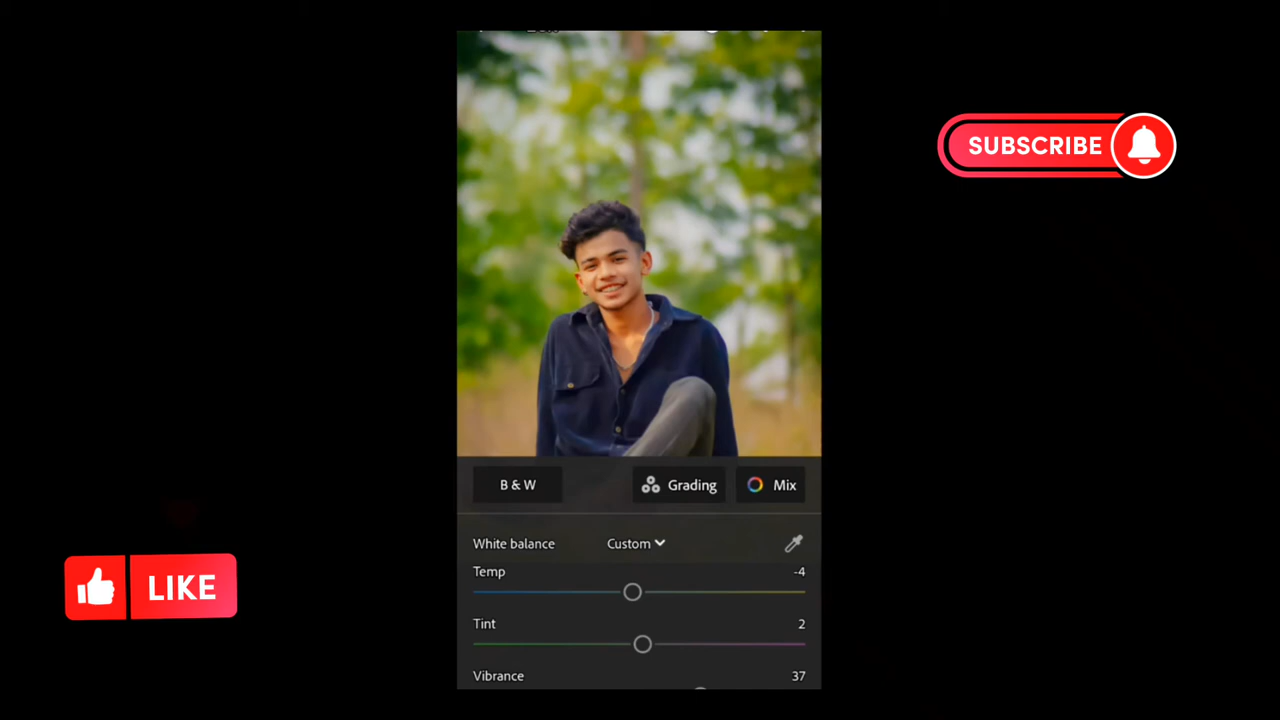 SUBSCRIBE
B & W
Grading
Mix
White balance
Custom
Temp
-4
Tint
2
Vibrance
37
LIKE